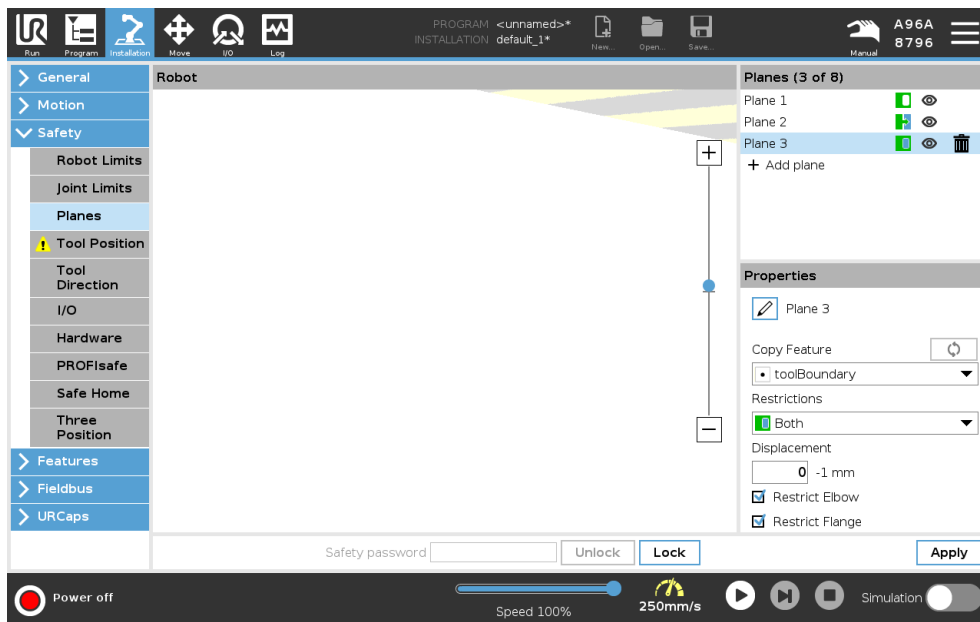 UR
PROGRAM <unnamed>*
INSTALLATION default_1*
Run Program Installation Move I/O Log New... Open... Save... Manual
A96A
8796
General
Motion
Safety
Robot Limits
Joint Limits
Planes
Tool Position
Tool
Direction
I/O
Hardware
PROFIsafe
Safe Home
Three
Position
Features
Fieldbus
URCaps
Robot
+
−
Planes (3 of 8)
Plane 1
Plane 2
Plane 3
+ Add plane
Properties
Plane 3
Copy Feature
toolBoundary
Restrictions
Both
Displacement
0 -1 mm
Restrict Elbow
Restrict Flange
Safety password Unlock Lock Apply
Power off
Speed 100%
250mm/s
Simulation